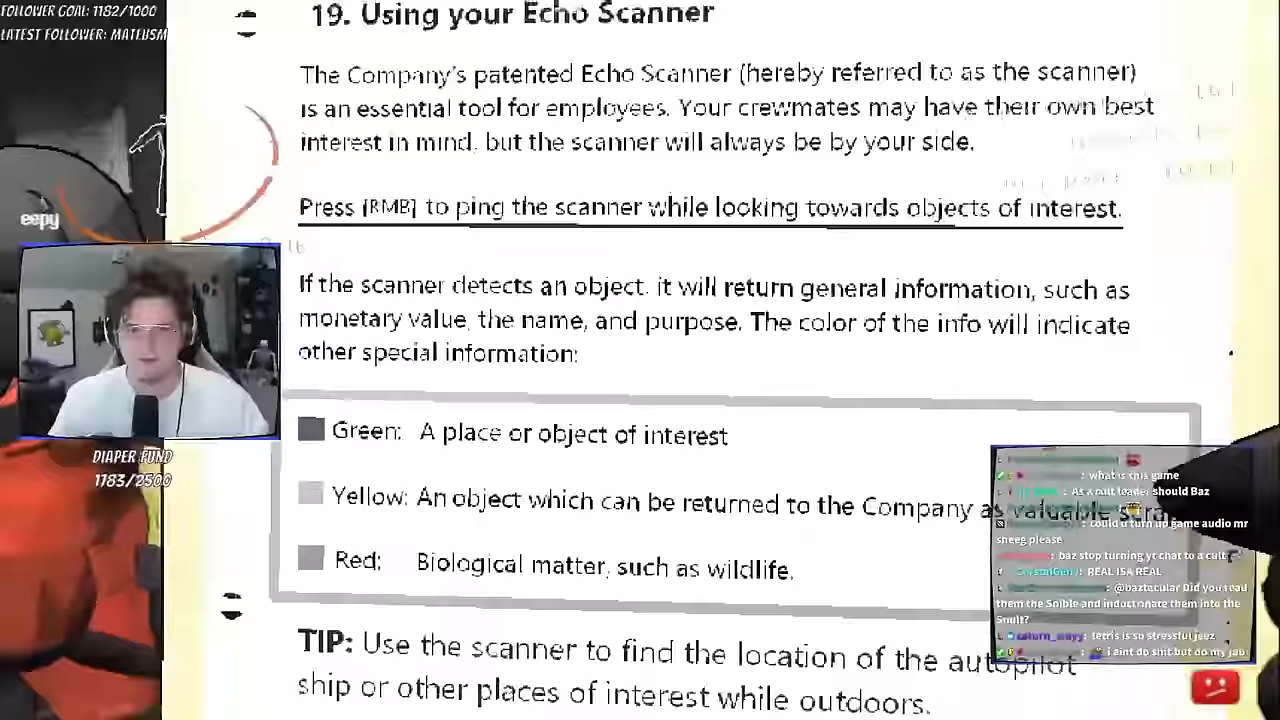 FOLLOWER GOAL: 1182/1000
LATEST FOLLOWER: MATEUSM
eepy
DIAPER FUND
1183/2500
19. Using your Echo Scanner
The Company's patented Echo Scanner (hereby referred to as the scanner)
is an essential tool for employees. Your crewmates may have their own best
interest in mind, but the scanner will always be by your side.
Press [RMB] to ping the scanner while looking towards objects of interest.
If the scanner detects an object, it will return general information, such as
monetary value, the name, and purpose. The color of the info will indicate
other special information:
Green: A place or object of interest
Yellow: An object which can be returned to the Company as valuable
Red: Biological matter, such as wildlife.
TIP: Use the scanner to find the location of the autopilot
ship or other places of interest while outdoors.
: what is this game
: As a cult leader should Baz
: could u turn up game audio mr
sheeg please
: baz stop turning yt chat to a cult
: REAL ISA REAL
: @baztacular Did you read
them the Snible and inductonate them into the
Snult?
: tetris is so stressful jeez
: i aint do shit but do my job